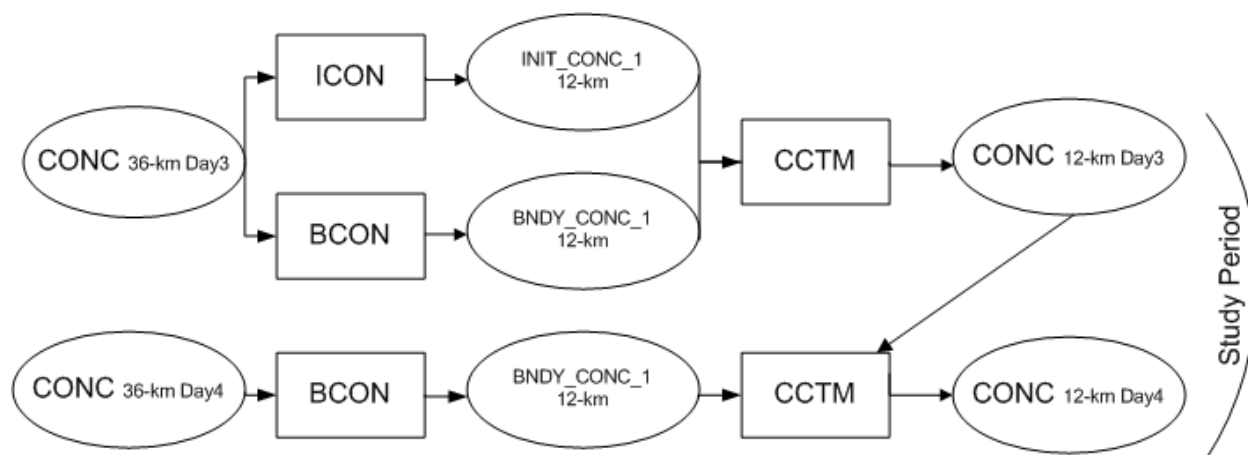 ICON
INIT_CONC_1
12-km
CONC 36-km Day3
CCTM
CONC 12-km Day3
BCON
BNDY_CONC_1
12-km
CONC 36-km Day4
BCON
BNDY_CONC_1
12-km
CCTM
CONC 12-km Day4
Study Period